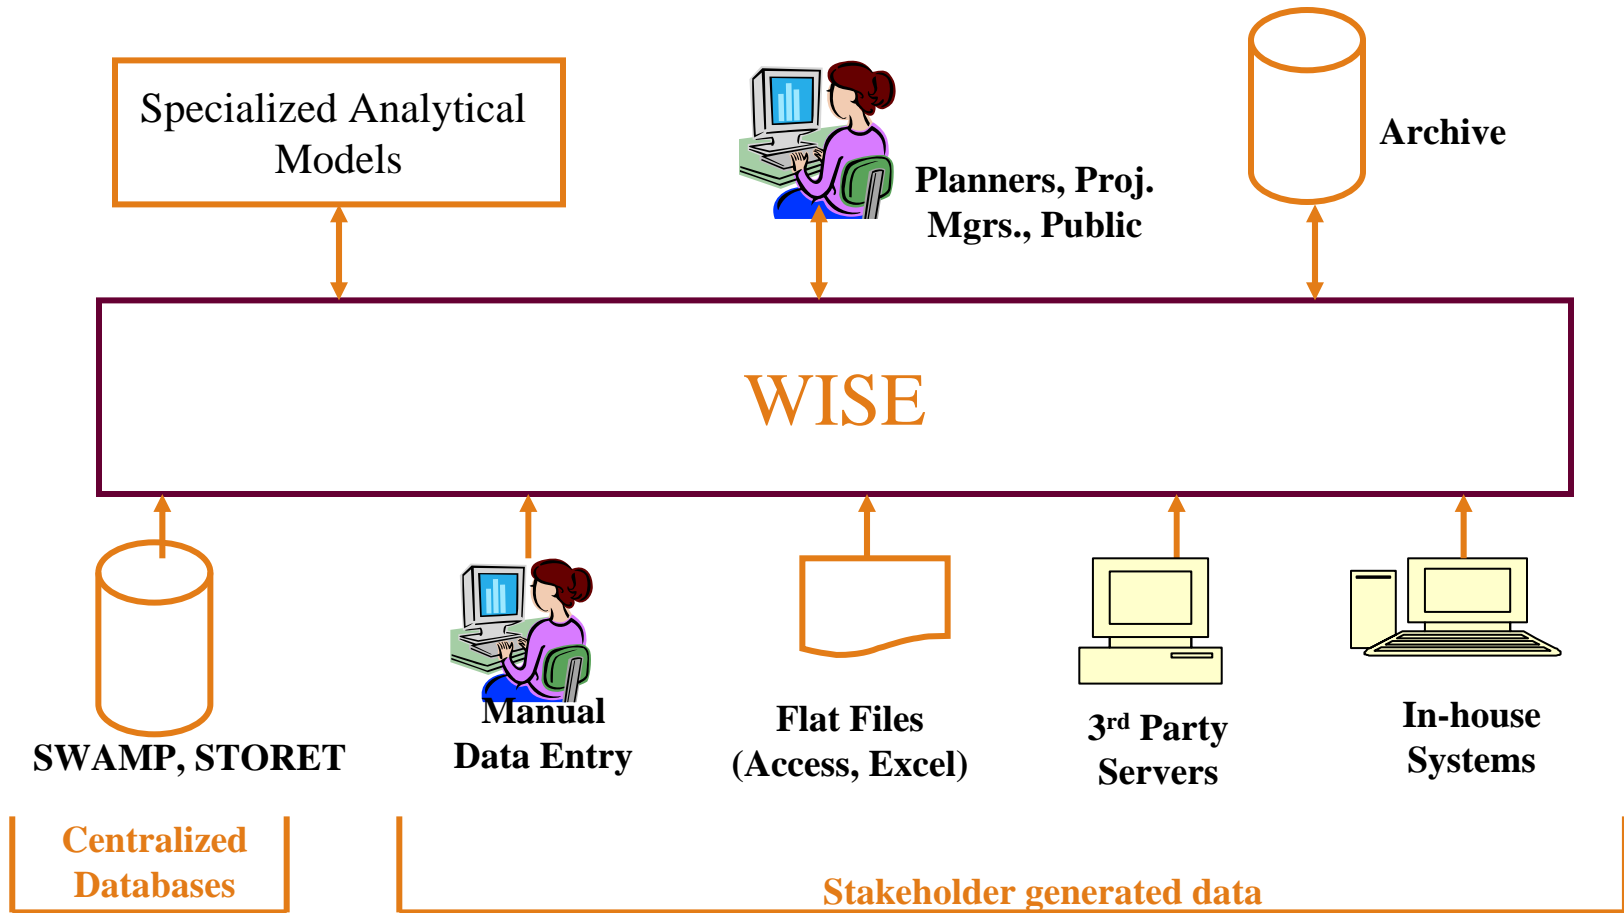 Specialized Analytical
Models
Planners, Proj.
Mgrs., Public
Archive
WISE
SWAMP, STORET
Manual
Data Entry
Flat Files
(Access, Excel)
3rd Party
Servers
In-house
Systems
Centralized
Databases
Stakeholder generated data